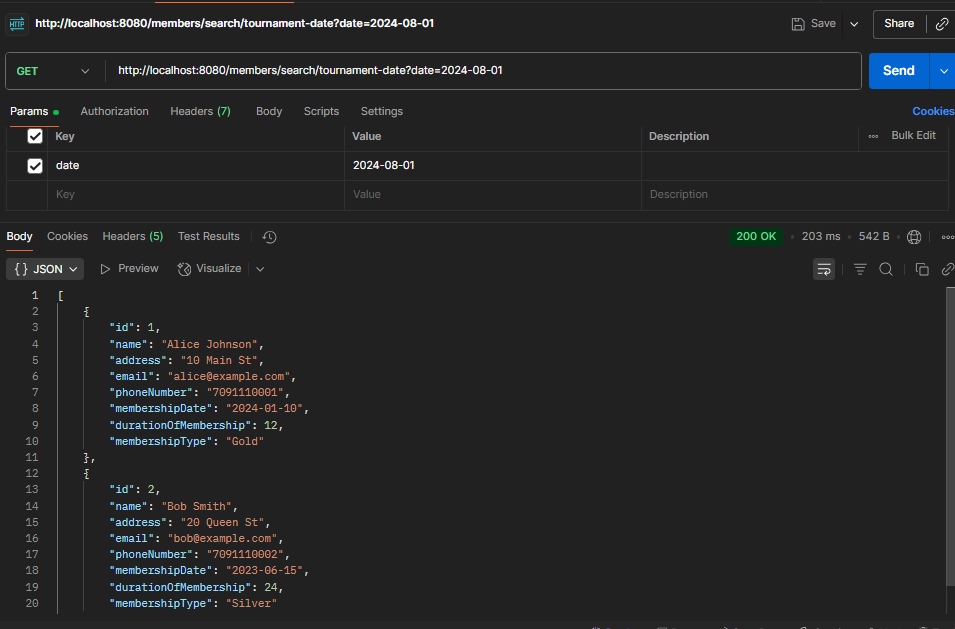 HTTP http://localhost:8080/members/search/tournament-date?date=2024-08-01 Save Share
GET http://localhost:8080/members/search/tournament-date?date=2024-08-01 Send
Params Authorization Headers (7) Body Scripts Settings Cookies
Key Value Description Bulk Edit
date 2024-08-01
Key Value Description
Body Cookies Headers (5) Test Results 200 OK 203 ms 542 B
{} JSON Preview Visualize
1 [
2 {
3 "id": 1,
4 "name": "Alice Johnson",
5 "address": "10 Main St",
6 "email": "alice@example.com",
7 "phoneNumber": "7091110001",
8 "membershipDate": "2024-01-10",
9 "durationOfMembership": 12,
10 "membershipType": "Gold"
11 },
12 {
13 "id": 2,
14 "name": "Bob Smith",
15 "address": "20 Queen St",
16 "email": "bob@example.com",
17 "phoneNumber": "7091110002",
18 "membershipDate": "2023-06-15",
19 "durationOfMembership": 24,
20 "membershipType": "Silver"